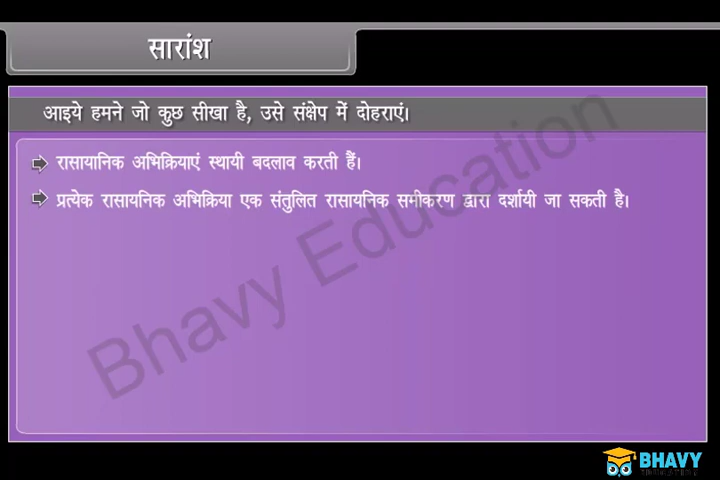 सारांश
आइये हमने जो कुछ सीखा है, उसे संक्षेप में दोहराएं।
रासायानिक अभिक्रियाएं स्थायी बदलाव करती हैं।
प्रत्येक रासायनिक अभिक्रिया एक संतुलित रासायनिक समीकरण द्वारा दर्शायी जा सकती है।
Bhavy Education
BHAVY
EDUCATION